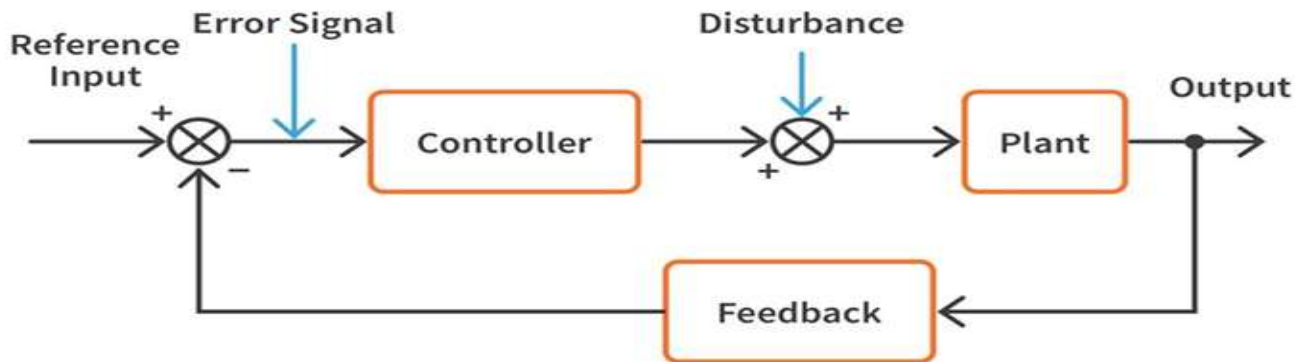 Error Signal
Disturbance
Reference
Input
Output
+
+
Controller
Plant
−
+
Feedback